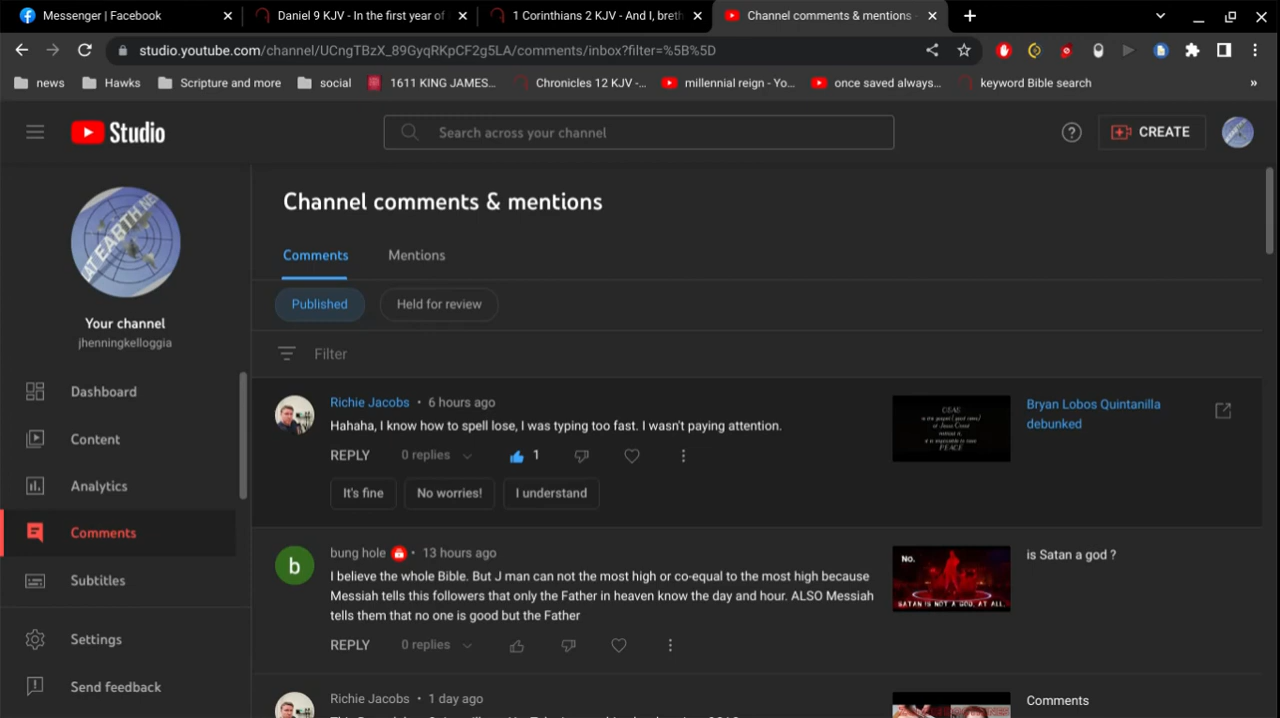 Messenger | Facebook
Daniel 9 KJV - In the first year of
1 Corinthians 2 KJV - And I, breth
Channel comments & mentions -
studio.youtube.com/channel/UCngTBzX_89GyqRKpCF2g5LA/comments/inbox?filter=%5B%5D
news
Hawks
Scripture and more
social
1611 KING JAMES...
Chronicles 12 KJV -...
millennial reign - Yo...
once saved always...
keyword Bible search
»
Studio
Search across your channel
CREATE
Your channel
jhenningkelloggia
Dashboard
Content
Analytics
Comments
Subtitles
Settings
Send feedback
Channel comments & mentions
Comments
Mentions
Published
Held for review
Filter
Richie Jacobs • 6 hours ago
Hahaha, I know how to spell lose, I was typing too fast. I wasn't paying attention.
REPLY
0 replies
1
It's fine
No worries!
I understand
Bryan Lobos Quintanilla
debunked
b
bung hole • 13 hours ago
I believe the whole Bible. But J man can not the most high or co-equal to the most high because
Messiah tells this followers that only the Father in heaven know the day and hour. ALSO Messiah
tells them that no one is good but the Father
REPLY
0 replies
No.
SATAN IS NOT A GOD, AT ALL.
is Satan a god ?
Richie Jacobs • 1 day ago
Comments